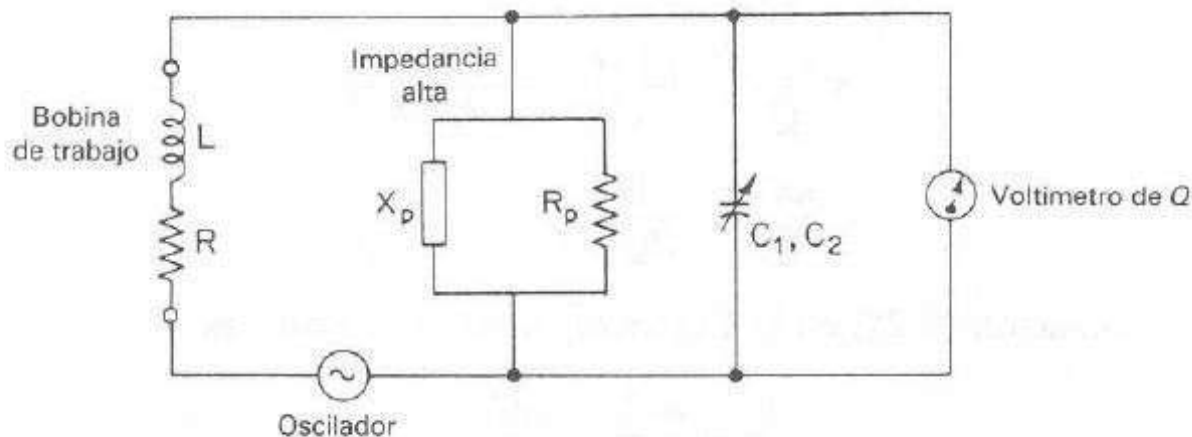 Impedancia
alta
Bobina
de trabajo
L
R
X_p
R_p
C_1, C_2
Voltimetro de Q
Oscilador